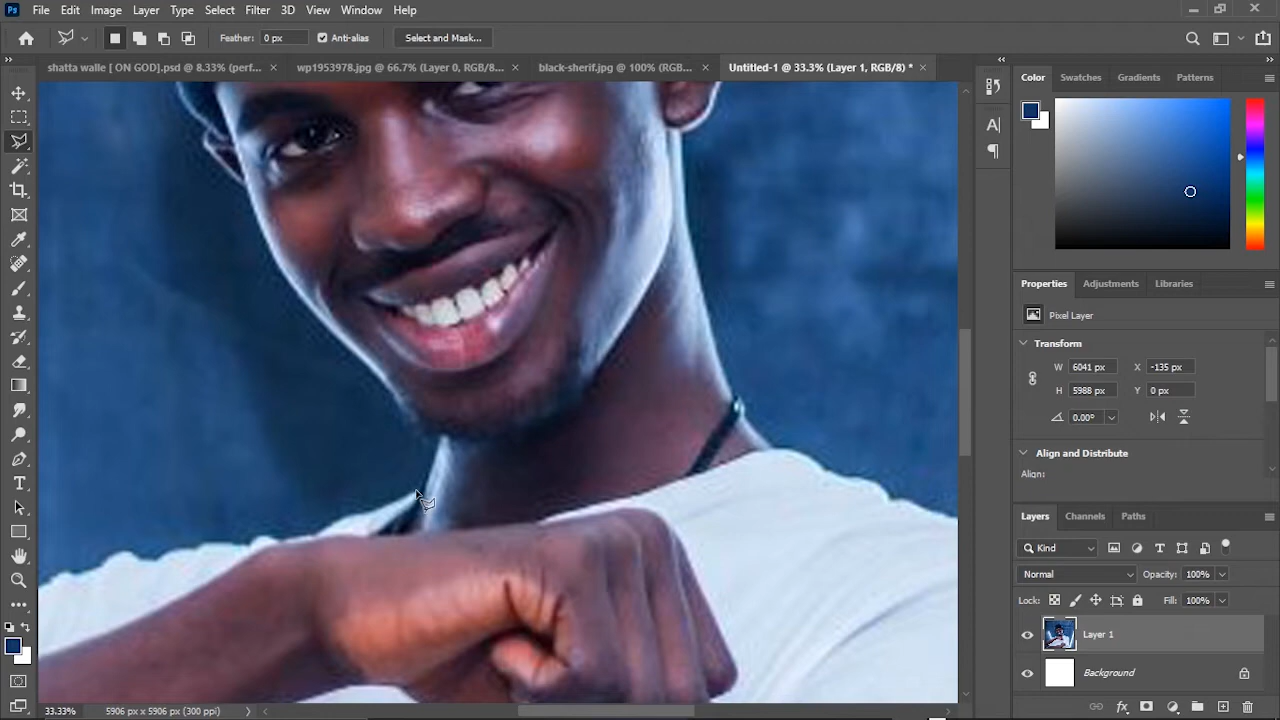 Ps File Edit Image Layer Type Select Filter 3D View Window Help
Feather: 0 px Anti-alias Select and Mask...
shatta walle [ ON GOD].psd @ 8.33% (perf... × wp1953978.jpg @ 66.7% (Layer 0, RGB/8... × black-sherif.jpg @ 100% (RGB... × Untitled-1 @ 33.3% (Layer 1, RGB/8) * ×
Color Swatches Gradients Patterns
Properties Adjustments Libraries
Pixel Layer
Transform
W 6041 px X -135 px
H 5988 px Y 0 px
0.00°
Align and Distribute
Align:
Layers Channels Paths
Kind
Normal Opacity: 100%
Lock: Fill: 100%
Layer 1
Background
33.33% 5906 px x 5906 px (300 ppi)